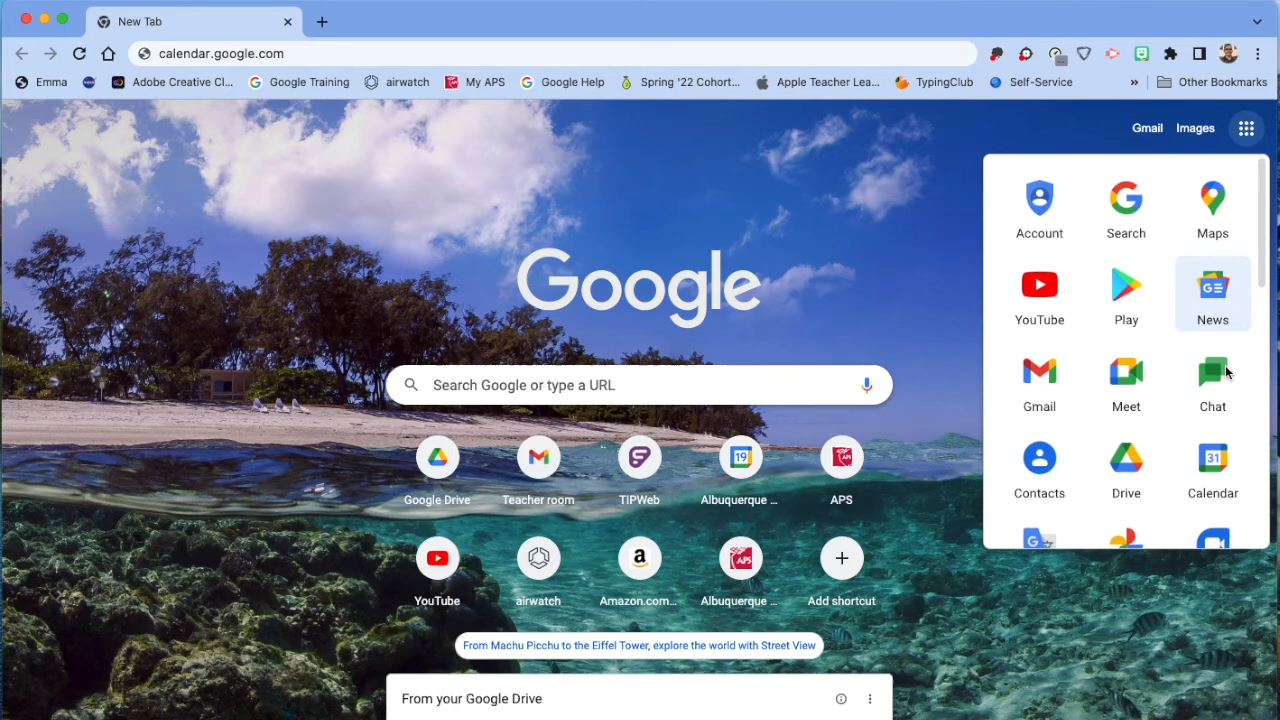 New Tab
calendar.google.com
Emma
Adobe Creative Cl...
Google Training
airwatch
My APS
Google Help
Spring '22 Cohort...
Apple Teacher Lea...
TypingClub
Self-Service
»
Other Bookmarks
Gmail
Images
Account
Search
Maps
YouTube
Play
News
Gmail
Meet
Chat
Contacts
31
Drive
Calendar
Google
Search Google or type a URL
Google Drive
Teacher room
TIPWeb
19
Albuquerque ...
APS
APS
YouTube
airwatch
Amazon.com...
APS
Albuquerque ...
Add shortcut
From Machu Picchu to the Eiffel Tower, explore the world with Street View
From your Google Drive